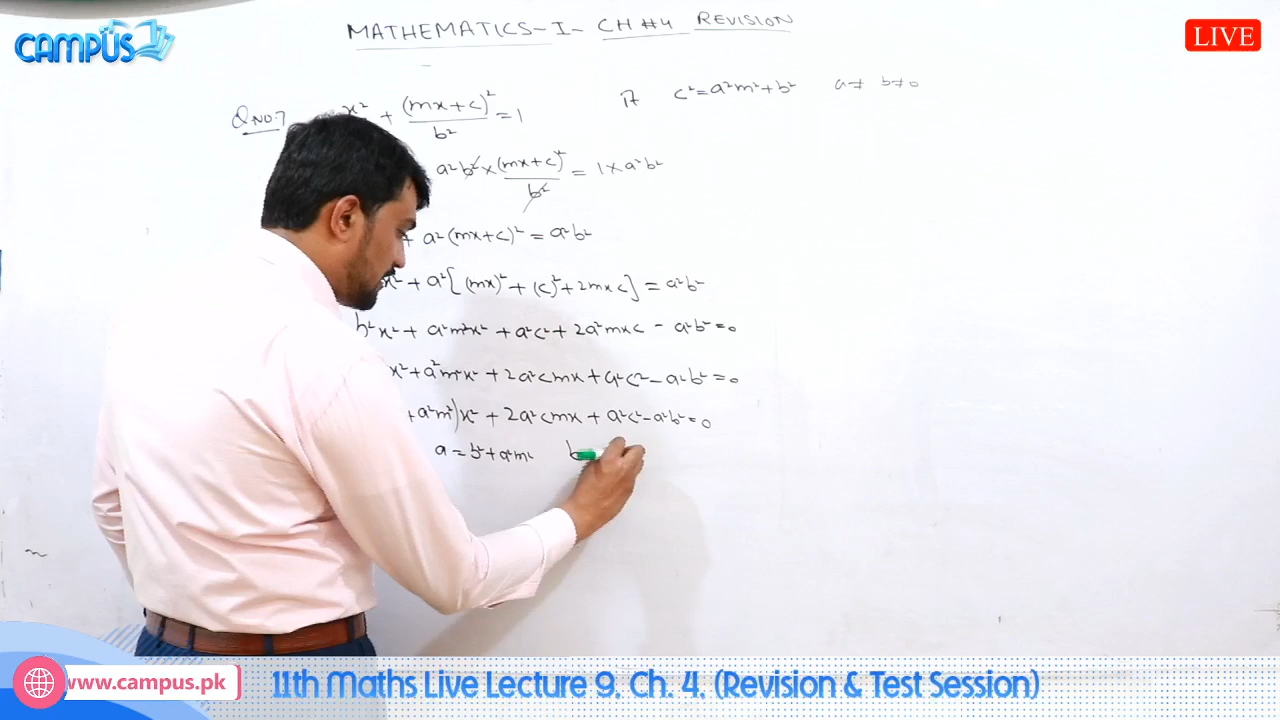 CAMPUS
LIVE
MATHEMATICS-I- CH #4 REVISION
Q NO.7 x² + (mx+c)²/b² = 1 if c²=a²m²+b² a≠ b≠0
a²b² × (mx+c)²/b² = 1 × a²b²
+ a²(mx+c)² = a²b²
x² + a²[(mx)² + (c)² + 2mxc] = a²b²
b²x² + a²m²x² + a²c² + 2a²mxc - a²b² = 0
x² + a²m²x² + 2a²cmx + a²c² - a²b² = 0
+a²m²)x² + 2a²cmx + a²c² - a²b² = 0
a = b² + a²m² b
www.campus.pk
11th Maths Live Lecture 9, Ch. 4, (Revision & Test Session)